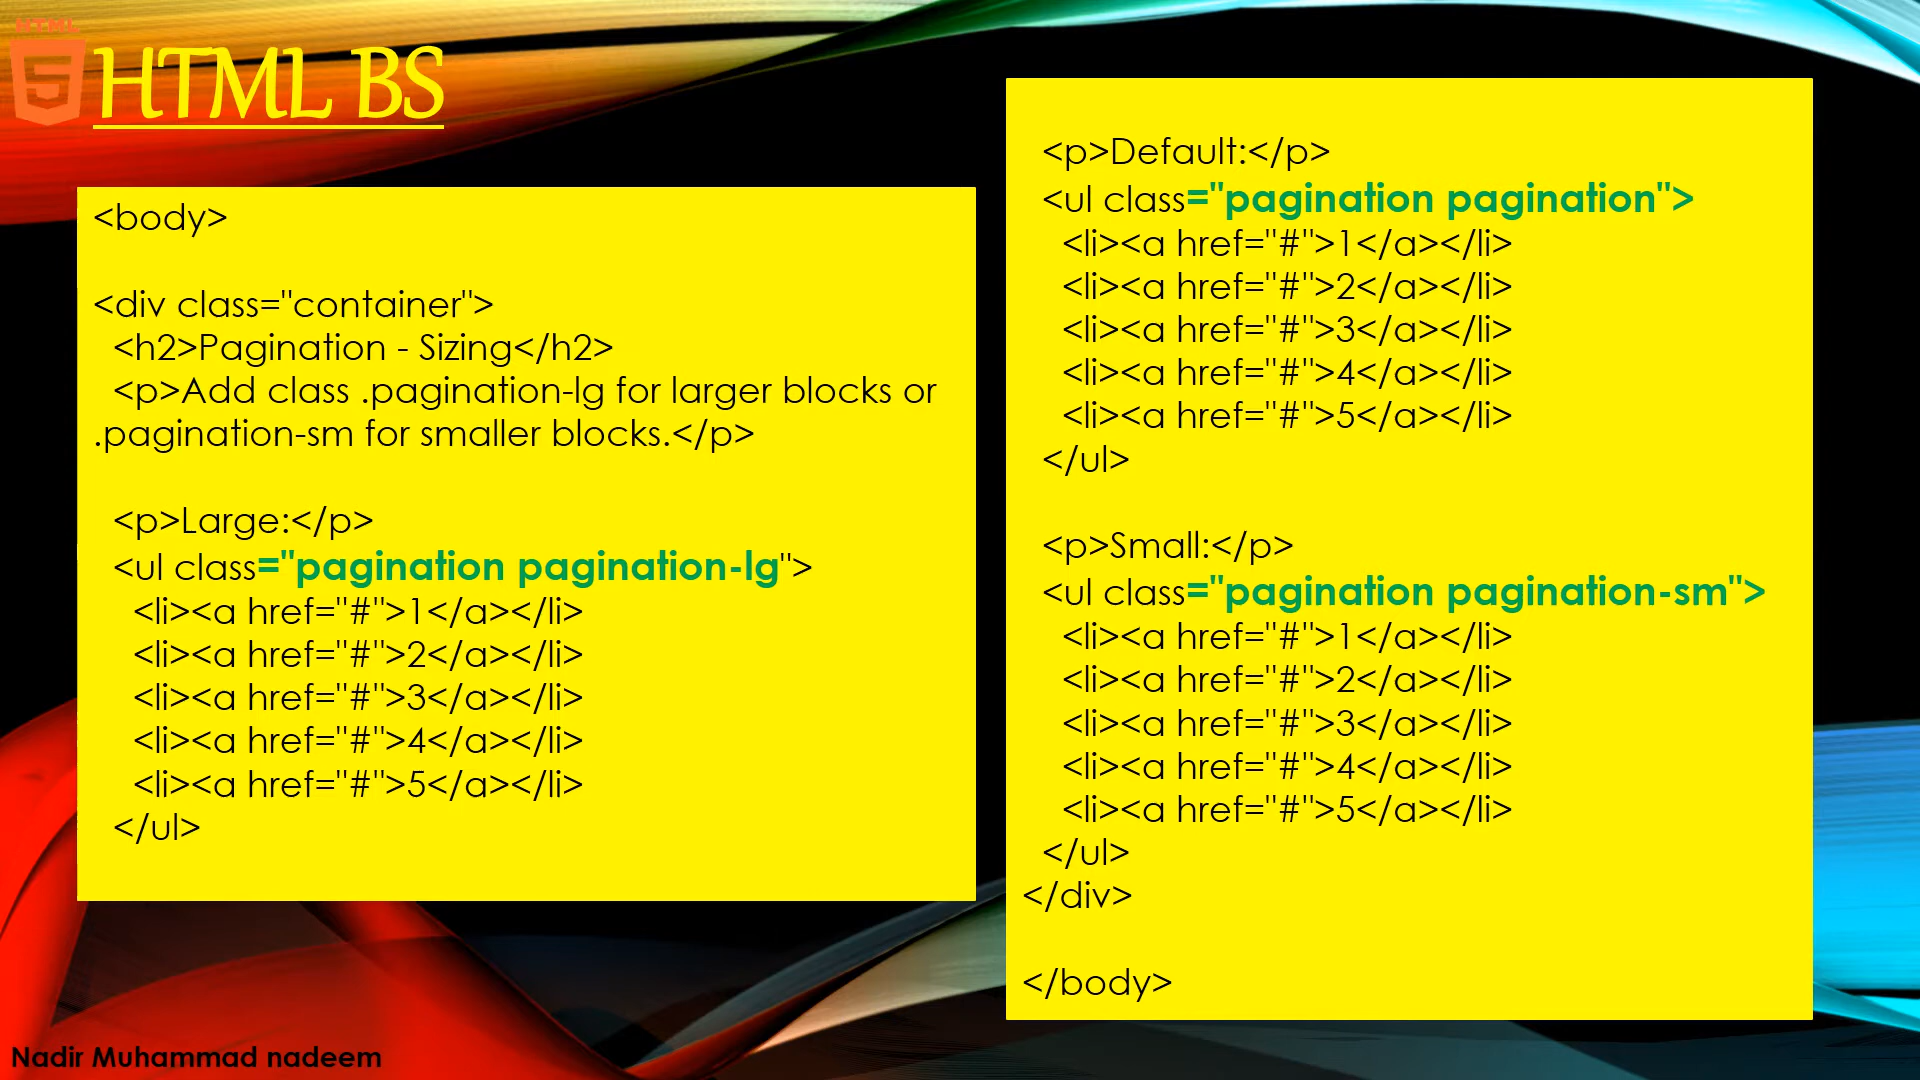 HTML
5
HTML BS
<body>
<div class="container">
<h2>Pagination - Sizing</h2>
<p>Add class .pagination-lg for larger blocks or
.pagination-sm for smaller blocks.</p>
<p>Large:</p>
<ul class="pagination pagination-lg">
<li><a href="#">1</a></li>
<li><a href="#">2</a></li>
<li><a href="#">3</a></li>
<li><a href="#">4</a></li>
<li><a href="#">5</a></li>
</ul>
<p>Default:</p>
<ul class="pagination pagination">
<li><a href="#">1</a></li>
<li><a href="#">2</a></li>
<li><a href="#">3</a></li>
<li><a href="#">4</a></li>
<li><a href="#">5</a></li>
</ul>
<p>Small:</p>
<ul class="pagination pagination-sm">
<li><a href="#">1</a></li>
<li><a href="#">2</a></li>
<li><a href="#">3</a></li>
<li><a href="#">4</a></li>
<li><a href="#">5</a></li>
</ul>
</div>
</body>
Nadir Muhammad nadeem